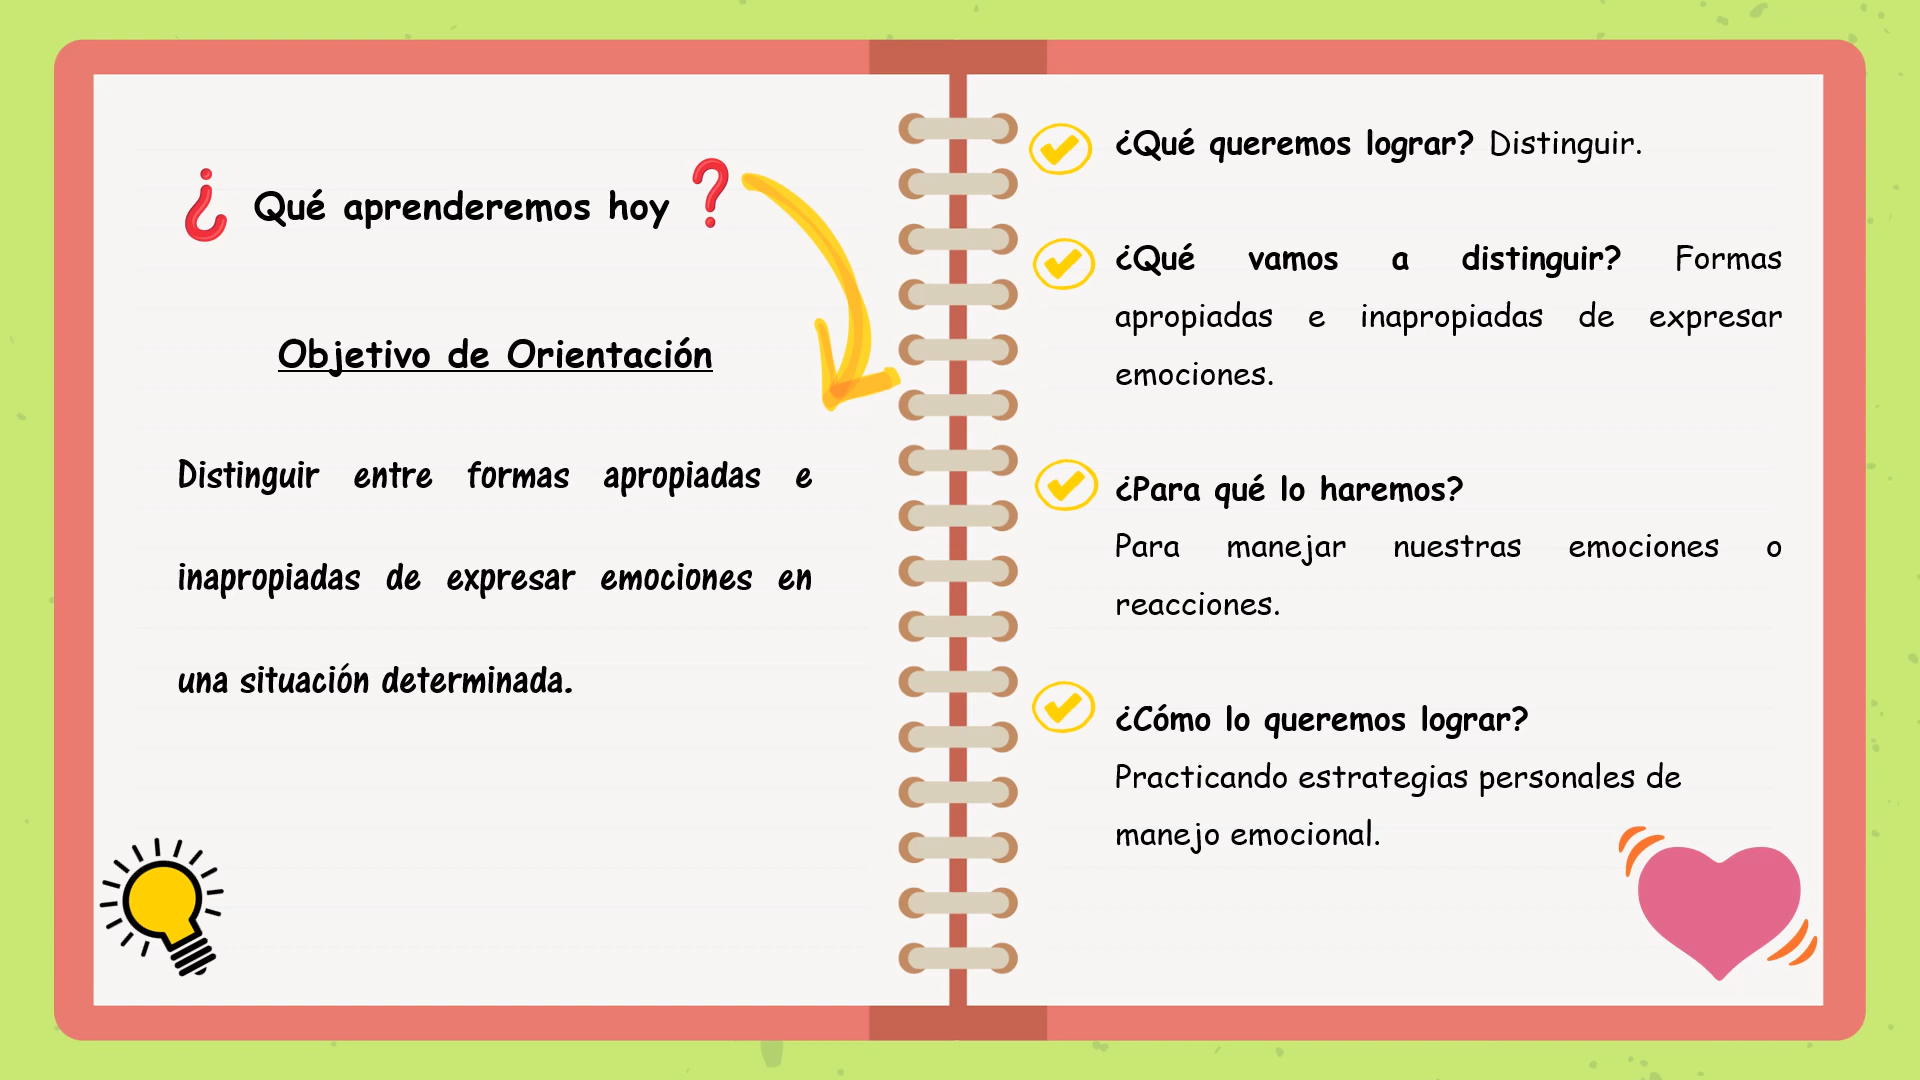 ¿ Qué aprenderemos hoy ?
Objetivo de Orientación
Distinguir entre formas apropiadas e
inapropiadas de expresar emociones en
una situación determinada.
¿Qué queremos lograr? Distinguir.
¿Qué vamos a distinguir? Formas
apropiadas e inapropiadas de expresar
emociones.
¿Para qué lo haremos?
Para manejar nuestras emociones o
reacciones.
¿Cómo lo queremos lograr?
Practicando estrategias personales de
manejo emocional.